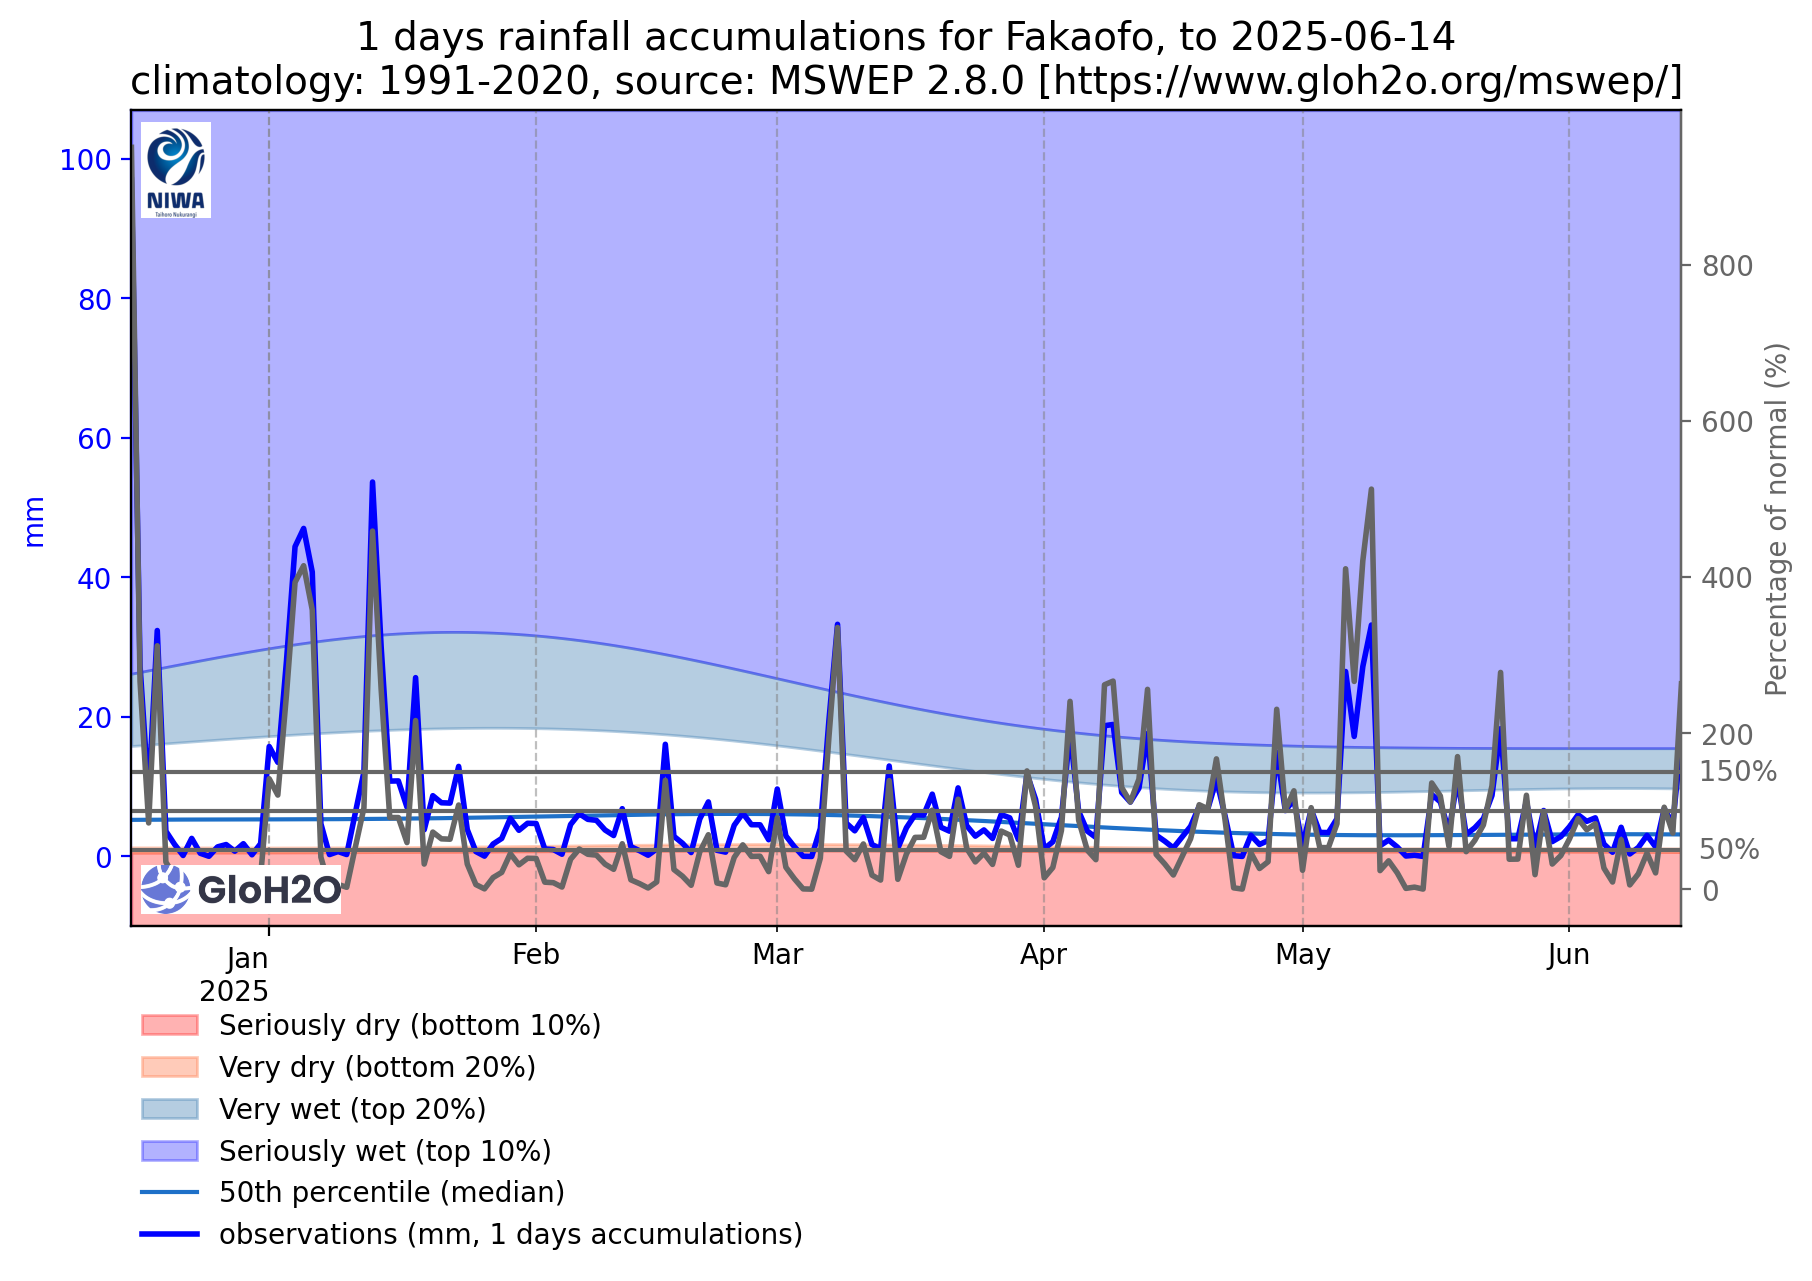 1 days rainfall accumulations for Fakaofo, to 2025-06-14
climatology: 1991-2020, source: MSWEP 2.8.0 [https://www.gloh2o.org/mswep/]
NIWA
Taihoro Nukurangi
100
80
60
40
20
0
mm
800
600
400
200
150%
50%
0
Percentage of normal (%)
GloH2O
Jan
2025
Feb
Mar
Apr
May
Jun
Seriously dry (bottom 10%)
Very dry (bottom 20%)
Very wet (top 20%)
Seriously wet (top 10%)
50th percentile (median)
observations (mm, 1 days accumulations)